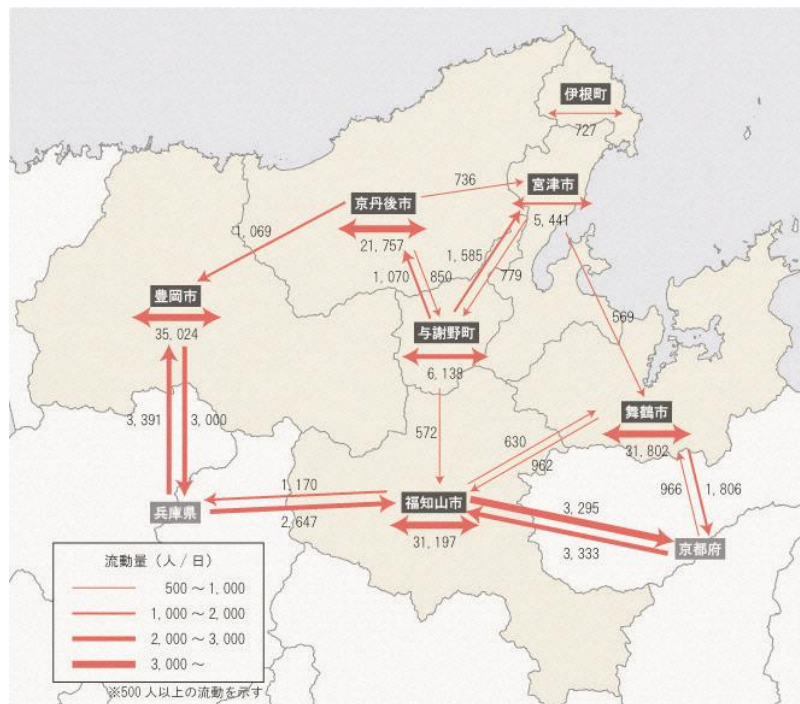 伊根町
727
宮津市
5,441
736
京丹後市
21,757
1,069
1,585
779
1,070
850
豊岡市
35,024
与謝野町
6,138
569
舞鶴市
31,802
3,391
3,000
572
630
962
966
1,806
兵庫県
1,170
2,647
福知山市
31,197
3,295
3,333
京都府
流動量（人/日）
500～1,000
1,000～2,000
2,000～3,000
3,000～
※500人以上の流動を示す